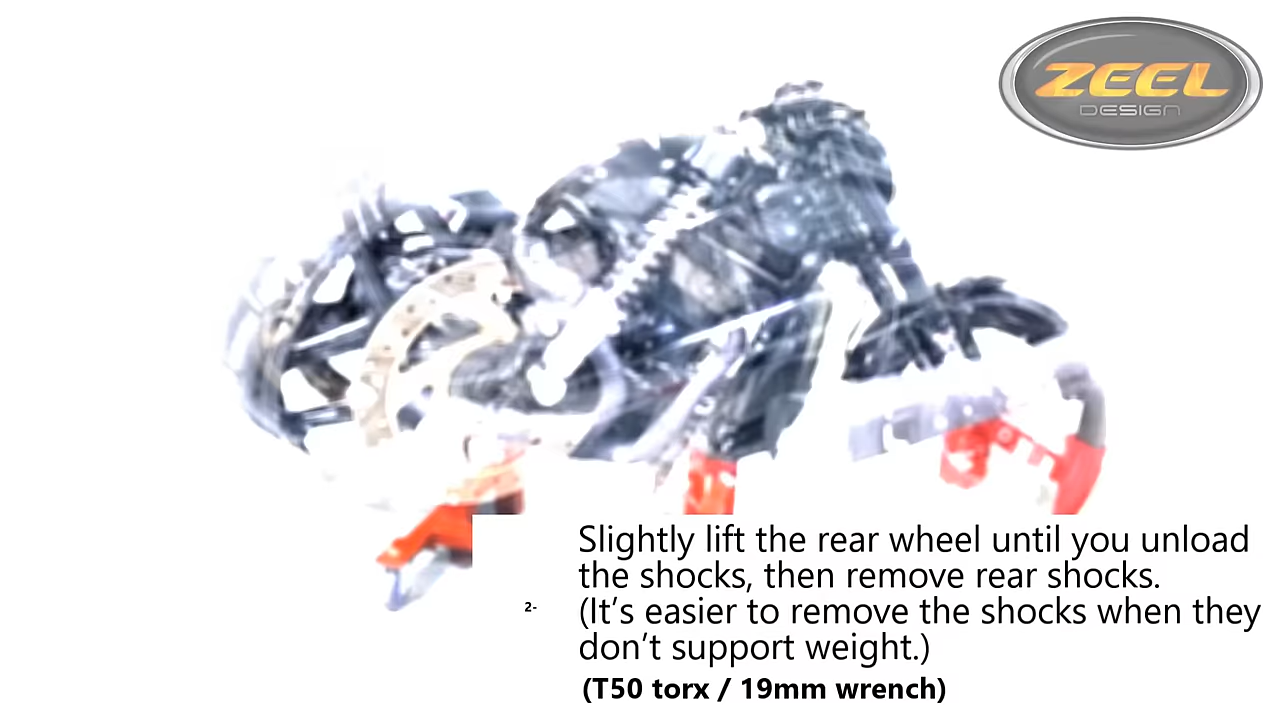 ZEEL
DESIGN
Slightly lift the rear wheel until you unload
the shocks, then remove rear shocks.
2- (It’s easier to remove the shocks when they
don’t support weight.)
(T50 torx / 19mm wrench)